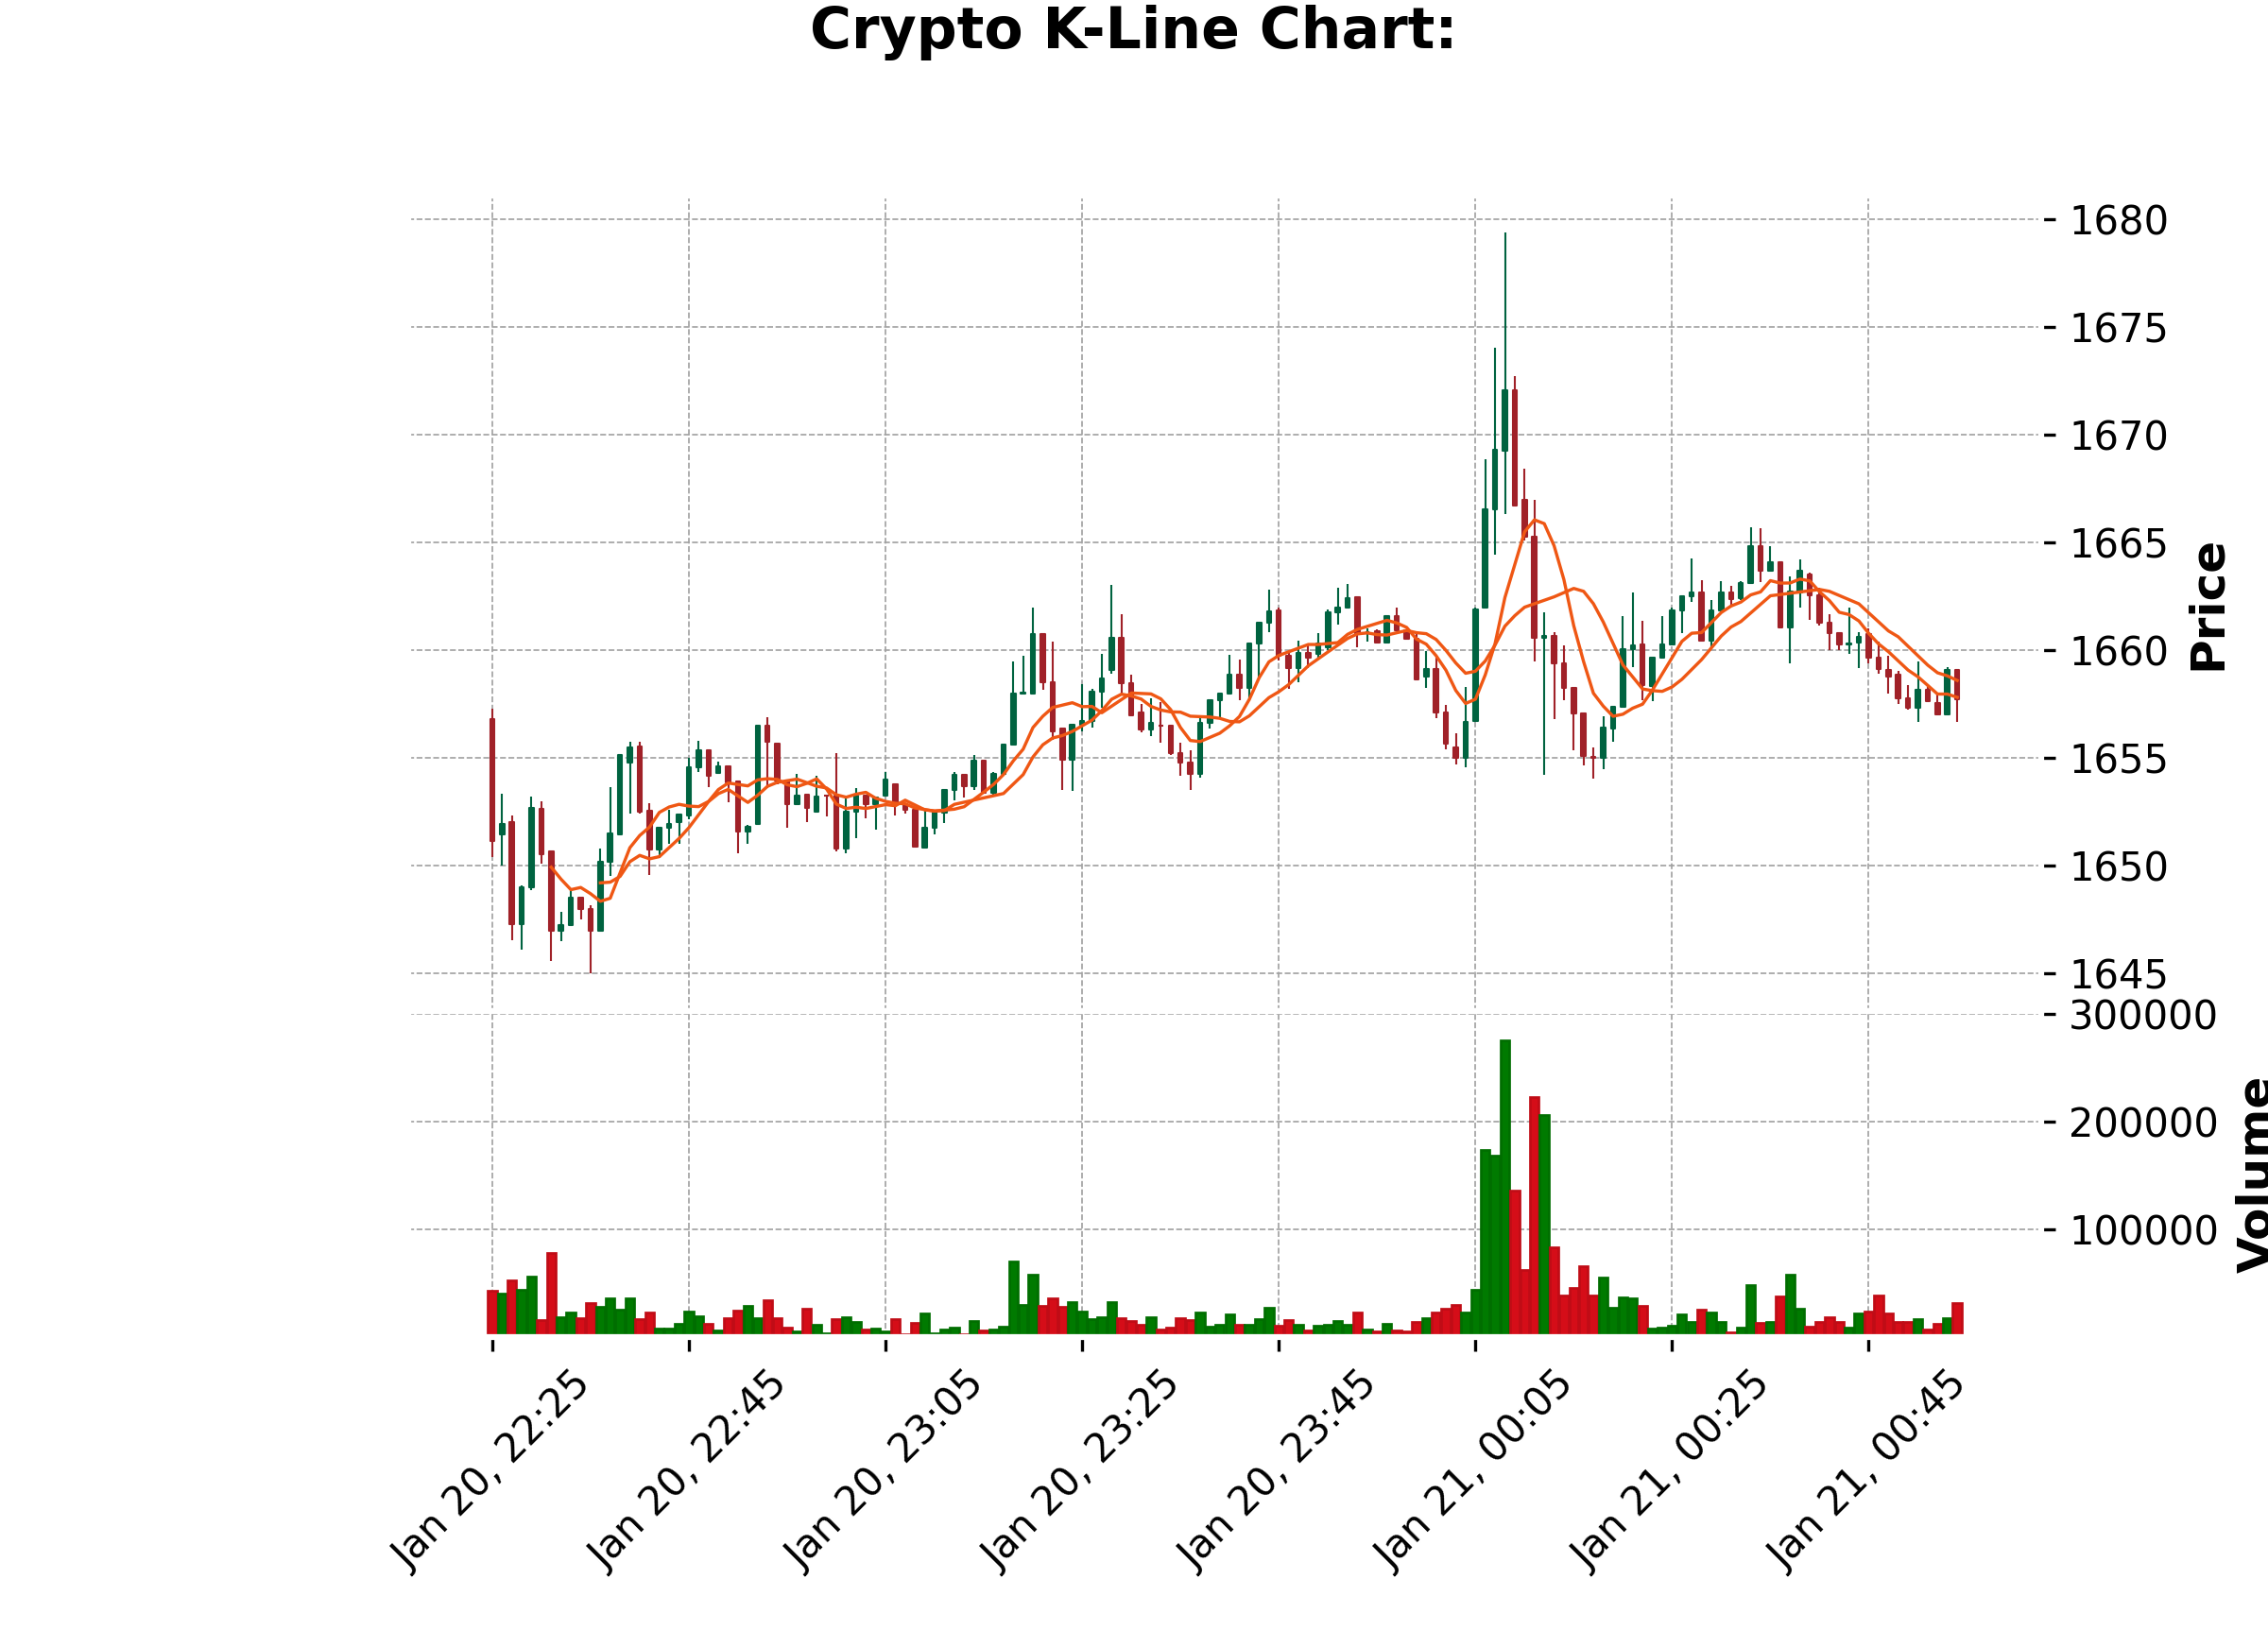 Crypto K-Line Chart:
1680
1675
1670
1665
1660
1655
1650
1645
Price
300000
200000
100000
Volume
Jan 20, 22:25
Jan 20, 22:45
Jan 20, 23:05
Jan 20, 23:25
Jan 20, 23:45
Jan 21, 00:05
Jan 21, 00:25
Jan 21, 00:45